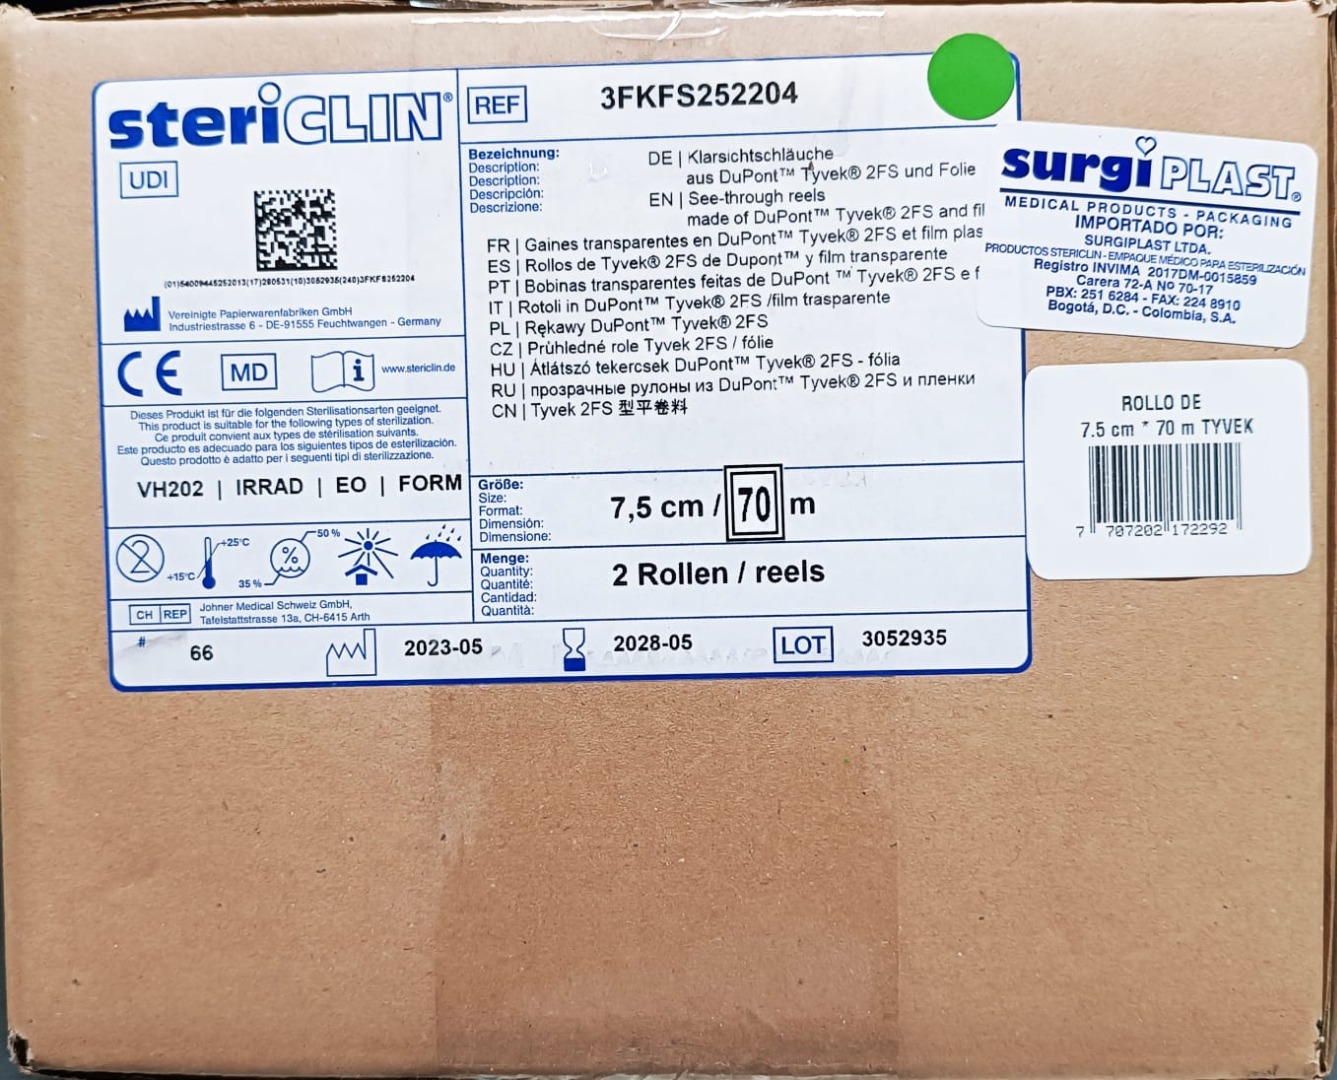 steriCLIN®
UDI
(01)54009445252013(17)280531(10)3052935(240)3FKFS252204
Vereinigte Papierwarenfabriken GmbH
Industriestrasse 6 - DE-91555 Feuchtwangen - Germany
CE
MD
i
www.stericlin.de
Dieses Produkt ist für die folgenden Sterilisationsarten geeignet.
This product is suitable for the following types of sterilization.
Ce produit convient aux types de stérilisation suivants.
Este producto es adecuado para los siguientes tipos de esterilización.
Questo prodotto è adatto per i seguenti tipi di sterilizzazione.
VH202 | IRRAD | EO | FORM
2
+15°C
+25°C
%
35 %
50 %
CH REP
Johner Medical Schweiz GmbH,
Tafelstattstrasse 13a, CH-6415 Arth
REF
3FKFS252204
Bezeichnung:
Description:
Description:
Descripción:
Descrizione:
DE | Klarsichtschläuche
aus DuPont™ Tyvek® 2FS und Folie
EN | See-through reels
made of DuPont™ Tyvek® 2FS and fil
FR | Gaines transparentes en DuPont™ Tyvek® 2FS et film plas
ES | Rollos de Tyvek® 2FS de Dupont™ y film transparente
PT | Bobinas transparentes feitas de DuPont ™ Tyvek® 2FS e f
IT | Rotoli in DuPont™ Tyvek® 2FS /film trasparente
PL | Rękawy DuPont™ Tyvek® 2FS
CZ | Průhledné role Tyvek 2FS / fólie
HU | Átlátszó tekercsek DuPont™ Tyvek® 2FS - fólia
RU | прозрачные рулоны из DuPont™ Tyvek® 2FS и пленки
CN | Tyvek 2FS 型平卷料
Größe:
Size:
Format:
Dimensión:
Dimensione:
7,5 cm / 70 m
Menge:
Quantity:
Quantité:
Cantidad:
Quantità:
2 Rollen / reels
#
66
2023-05
2028-05
LOT
3052935
surgiPLAST®
MEDICAL PRODUCTS - PACKAGING
IMPORTADO POR:
SURGIPLAST LTDA.
PRODUCTOS STERICLIN - EMPAQUE MÉDICO PARA ESTERILIZACIÓN
Registro INVIMA 2017DM-0015859
Carera 72-A Nº 70-17
PBX: 251 6284 - FAX: 224 8910
Bogotá, D.C. - Colombia, S.A.
ROLLO DE
7.5 cm * 70 m TYVEK
7 707202 172292